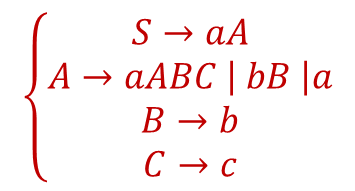 S → aA
A → aABC | bB |a
B → b
C → c